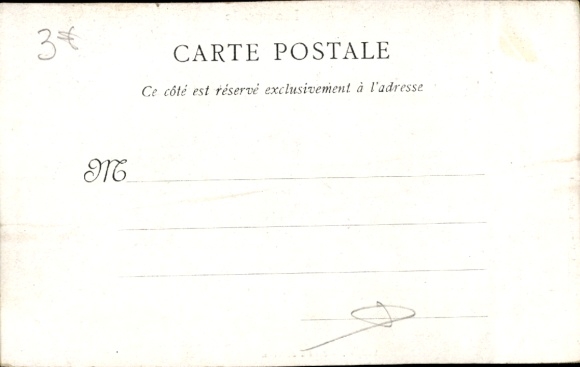 3€
CARTE POSTALE
Ce côté est réservé exclusivement à l'adresse
M